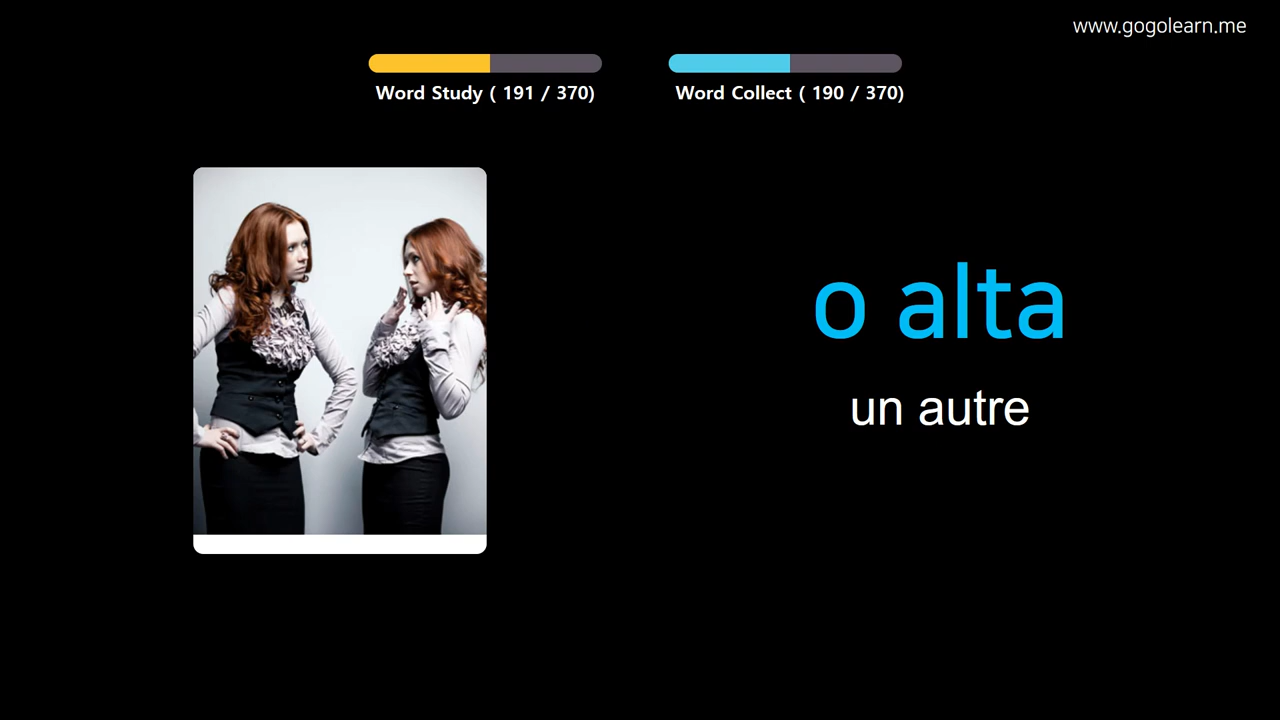 www.gogolearn.me
Word Study ( 191 / 370)
Word Collect ( 190 / 370)
o alta
un autre